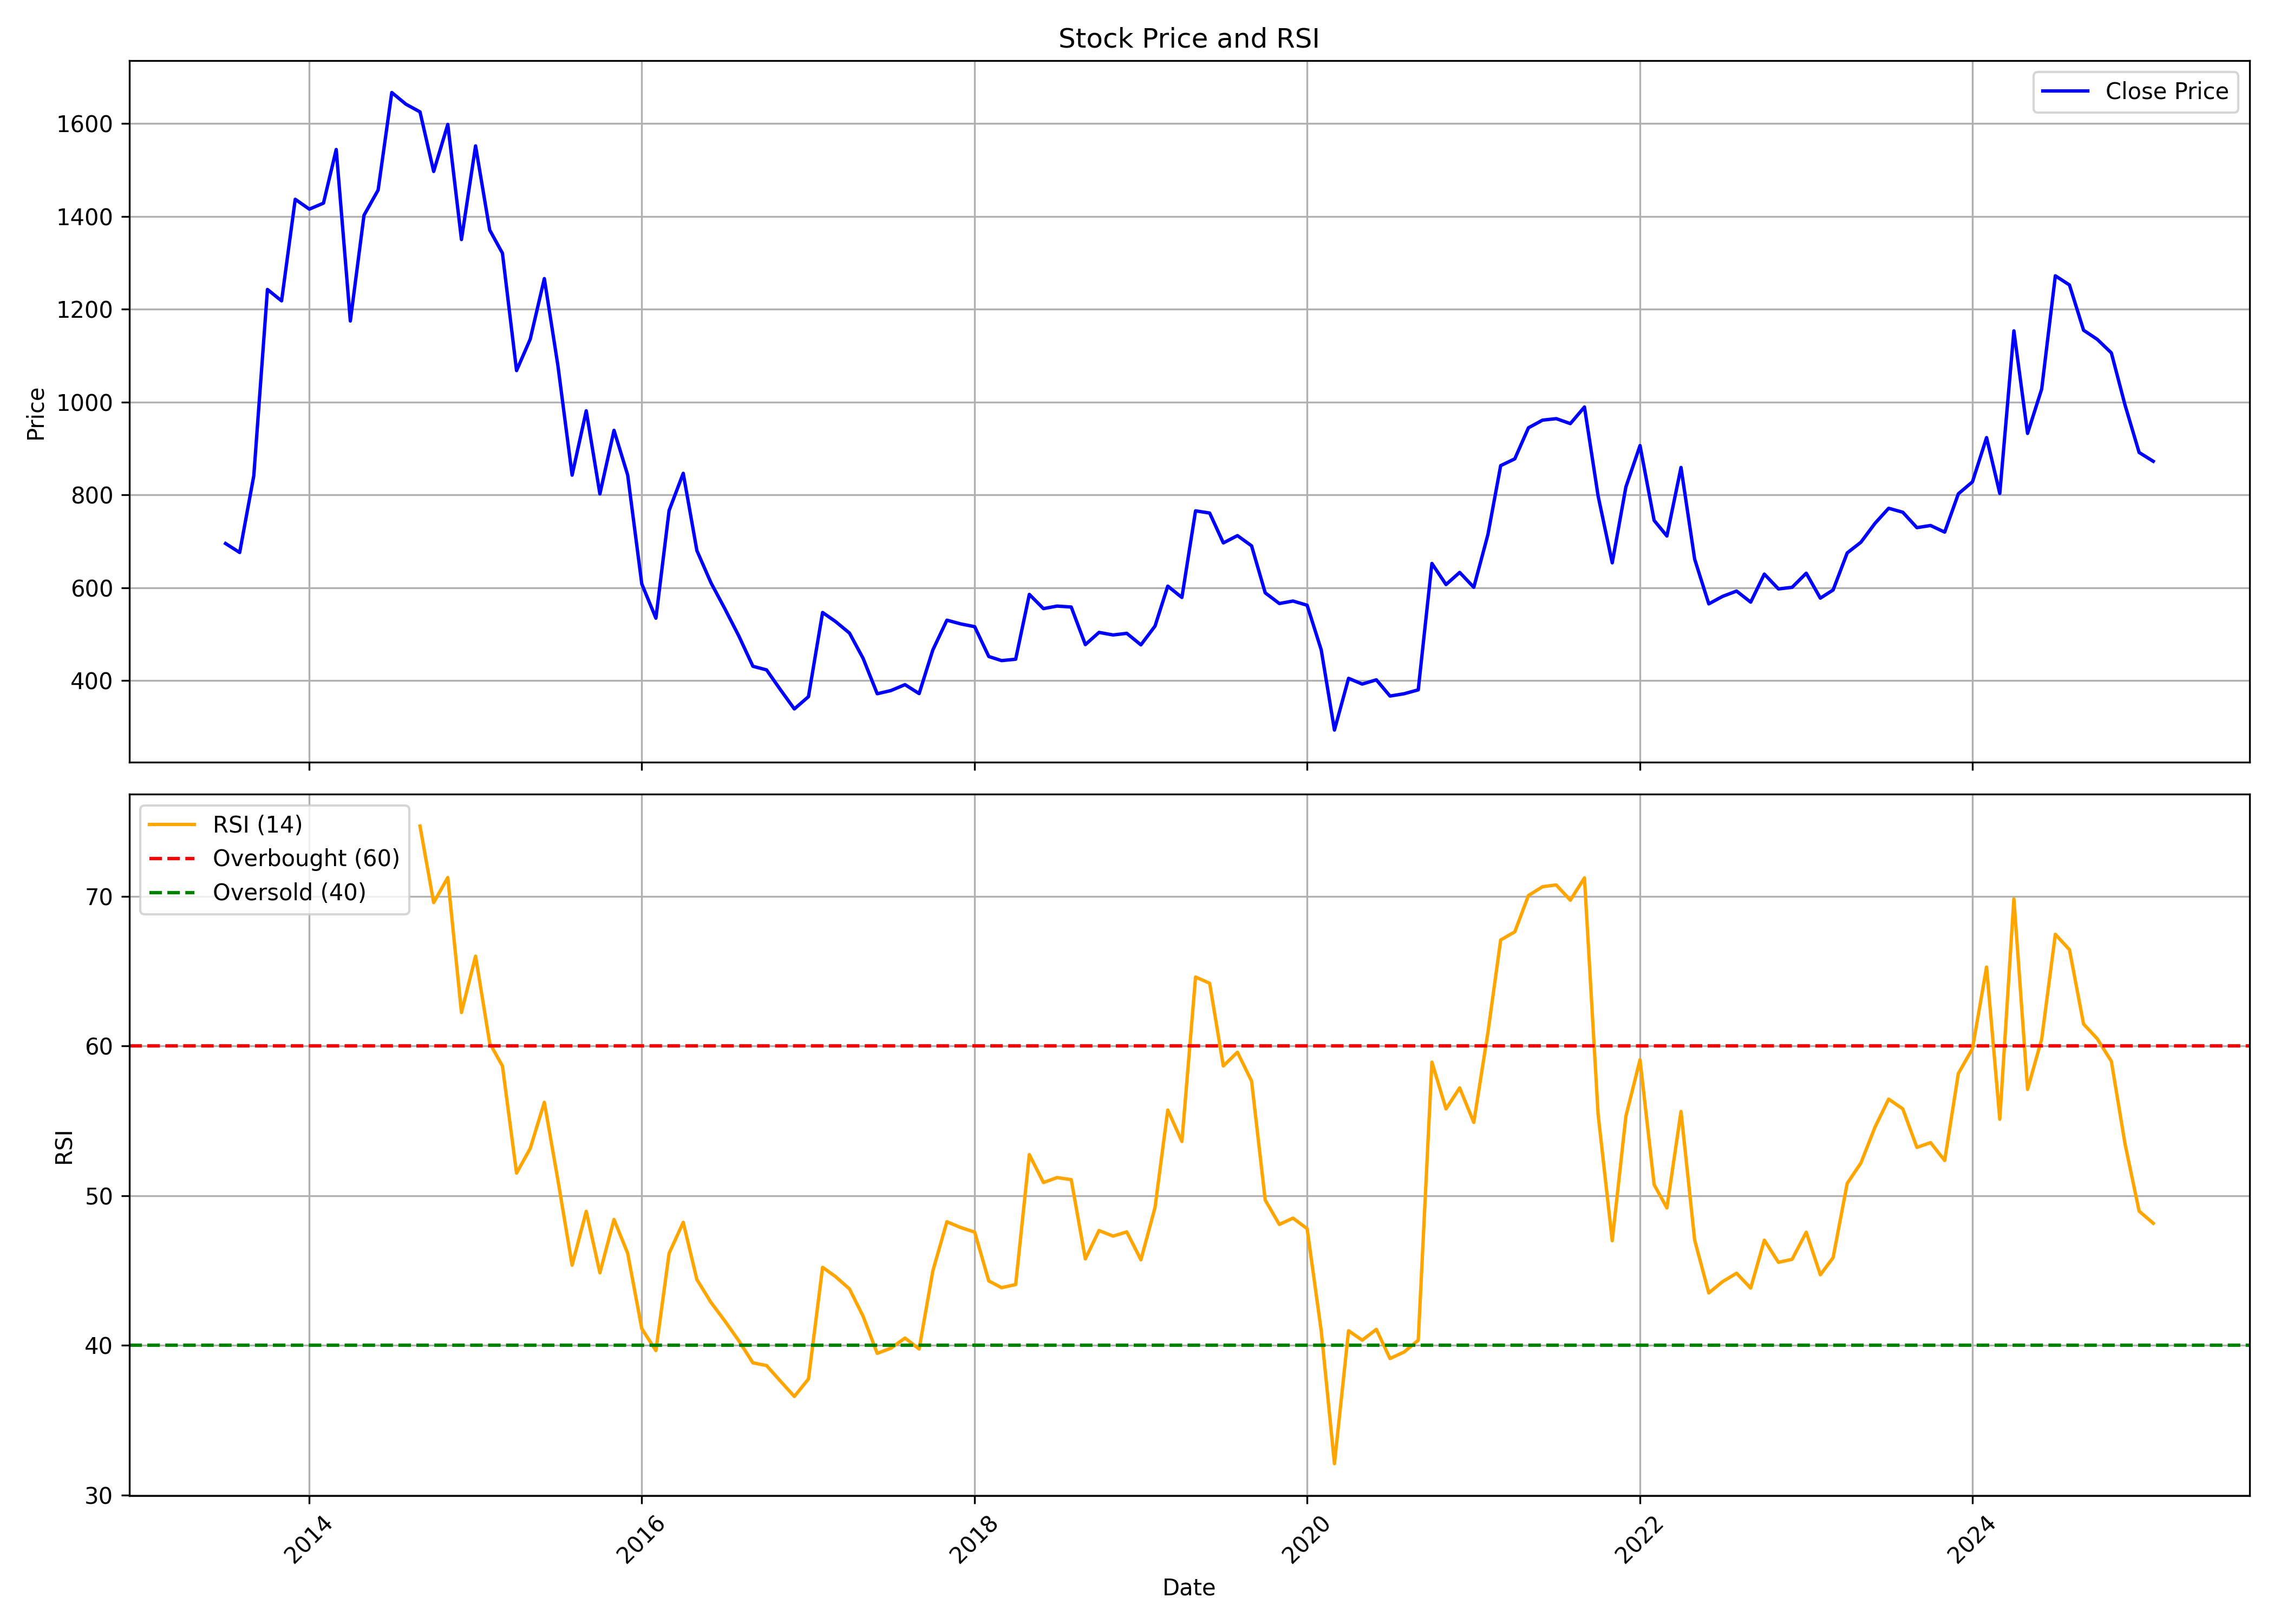 Stock Price and RSI
Close Price
Price
1600
1400
1200
1000
800
600
400
RSI (14)
Overbought (60)
Oversold (40)
RSI
70
60
50
40
30
2014
2016
2018
2020
2022
2024
Date